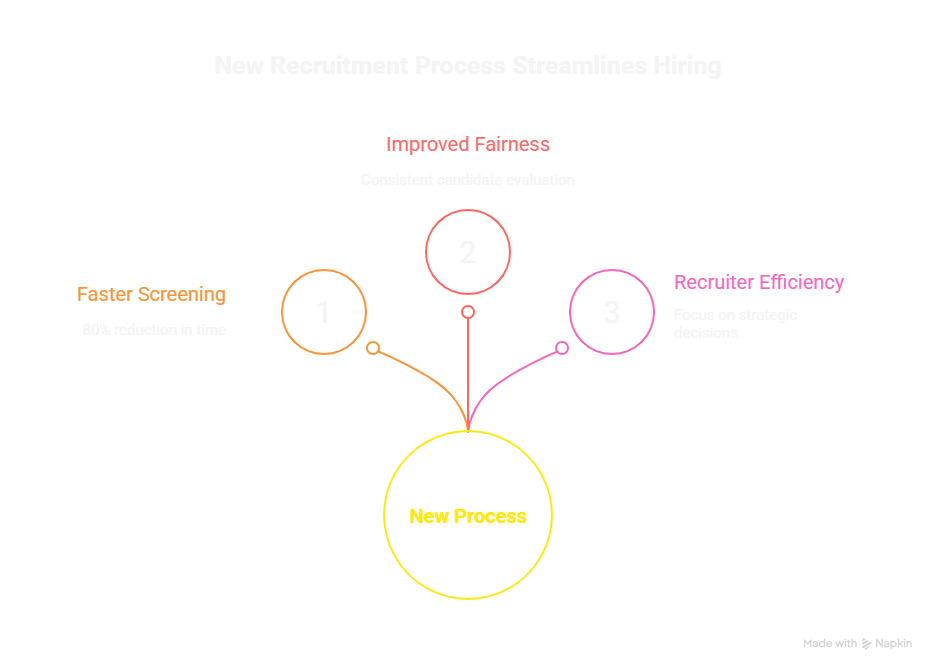 New Recruitment Process Streamlines Hiring
Improved Fairness
Consistent candidate evaluation
2
Faster Screening
80% reduction in time
1
3
Recruiter Efficiency
Focus on strategic
decisions
New Process
Made with Napkin